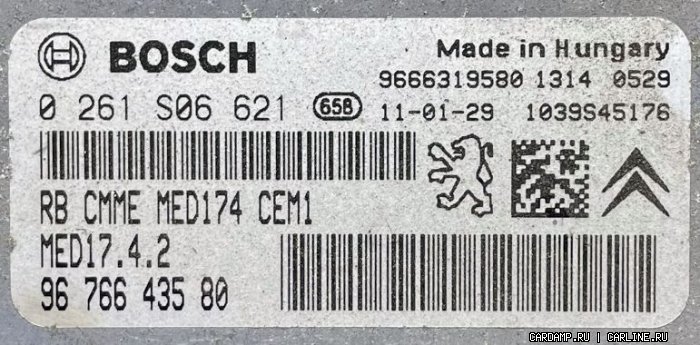 BOSCH Made in Hungary
9666319580 1314 0529
0 261 S06 621 658 11-01-29 1039S45176
RB CMME MED174 CEM1
MED17.4.2
96 766 435 80
CARDAMP.RU | CARLINE.RU